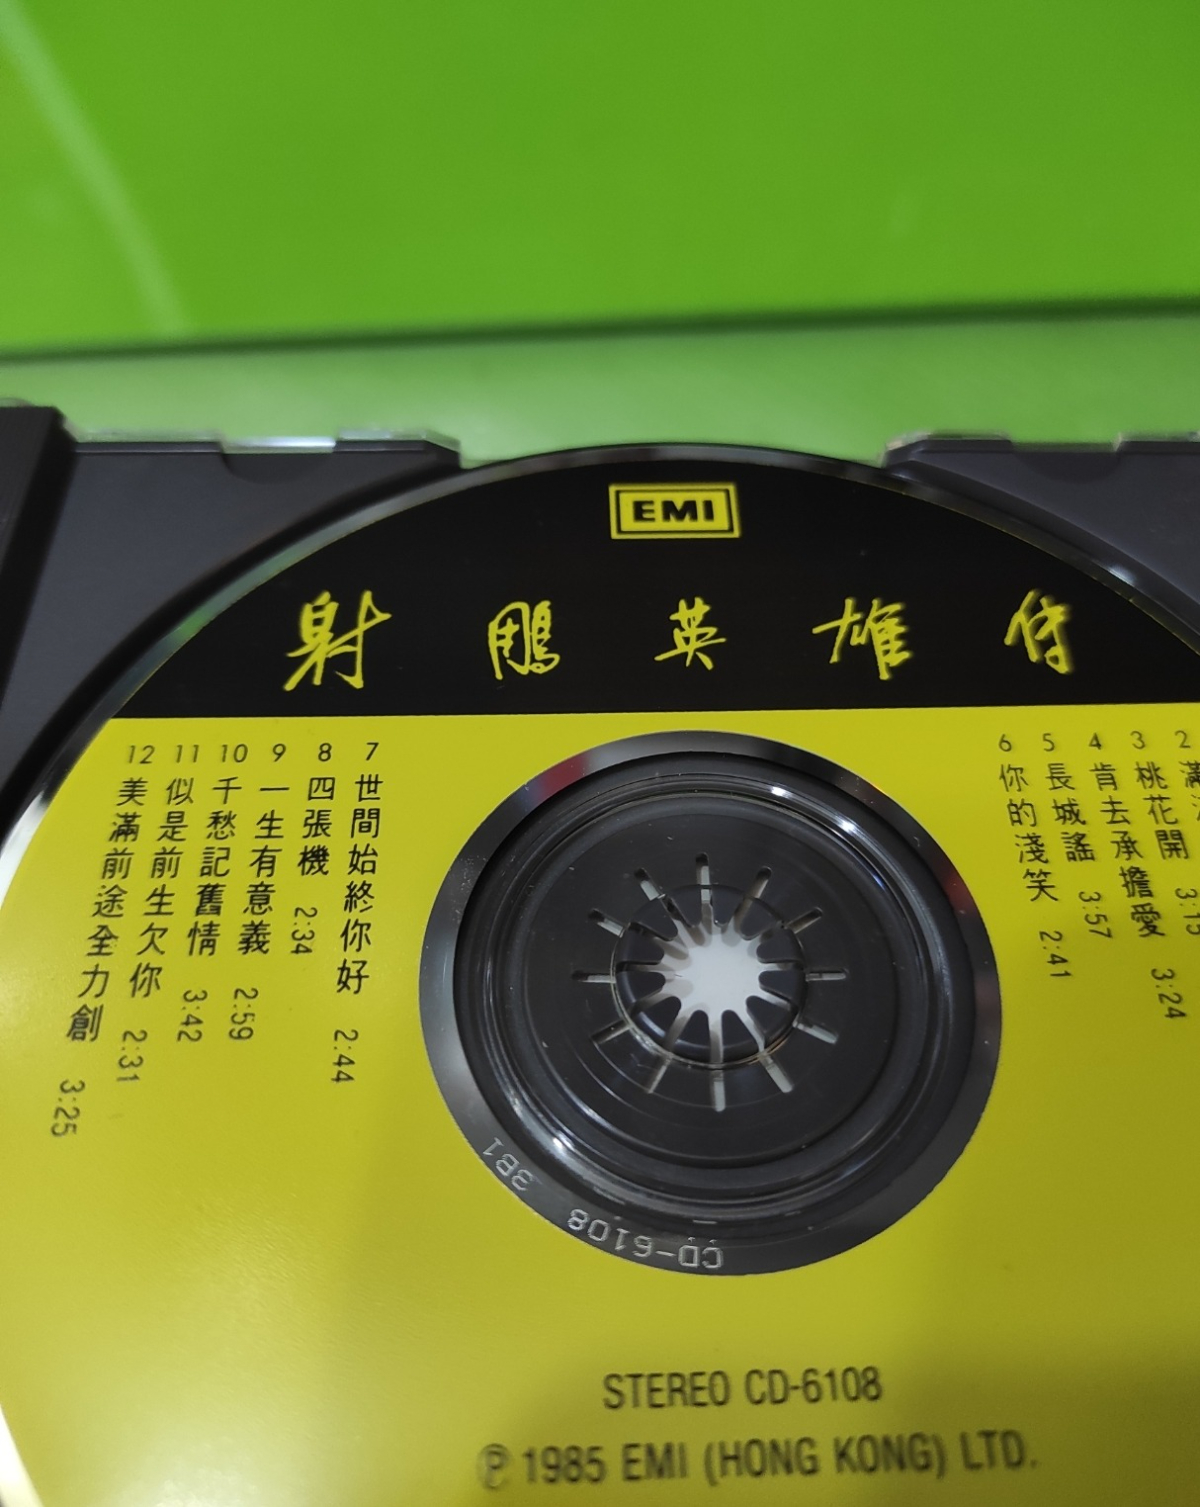 EMI
射鵰英雄傳
2 滿
3 桃花開 3:15
4 肯去承擔愛 3:24
5 長城謠 3:57
6 你的淺笑 2:41
7 世間始終你好 2:44
8 四張機 2:34
9 一生有意義 2:59
10 千愁記舊情 3:42
11 似是前生欠你 2:31
12 美滿前途全力創 3:25
CD-6108 3B1
STEREO CD-6108
Ⓟ 1985 EMI (HONG KONG) LTD.